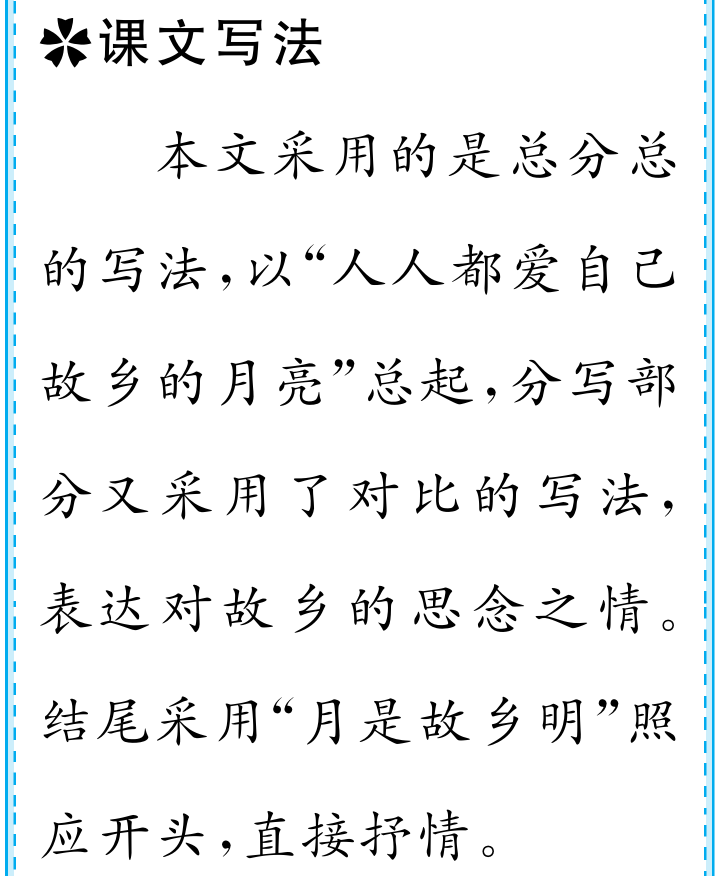 课文写法
本文采用的是总分总
的写法,以“人人都爱自己
故乡的月亮”总起,分写部
分又采用了对比的写法,
表达对故乡的思念之情。
结尾采用“月是故乡明”照
应开头,直接抒情。